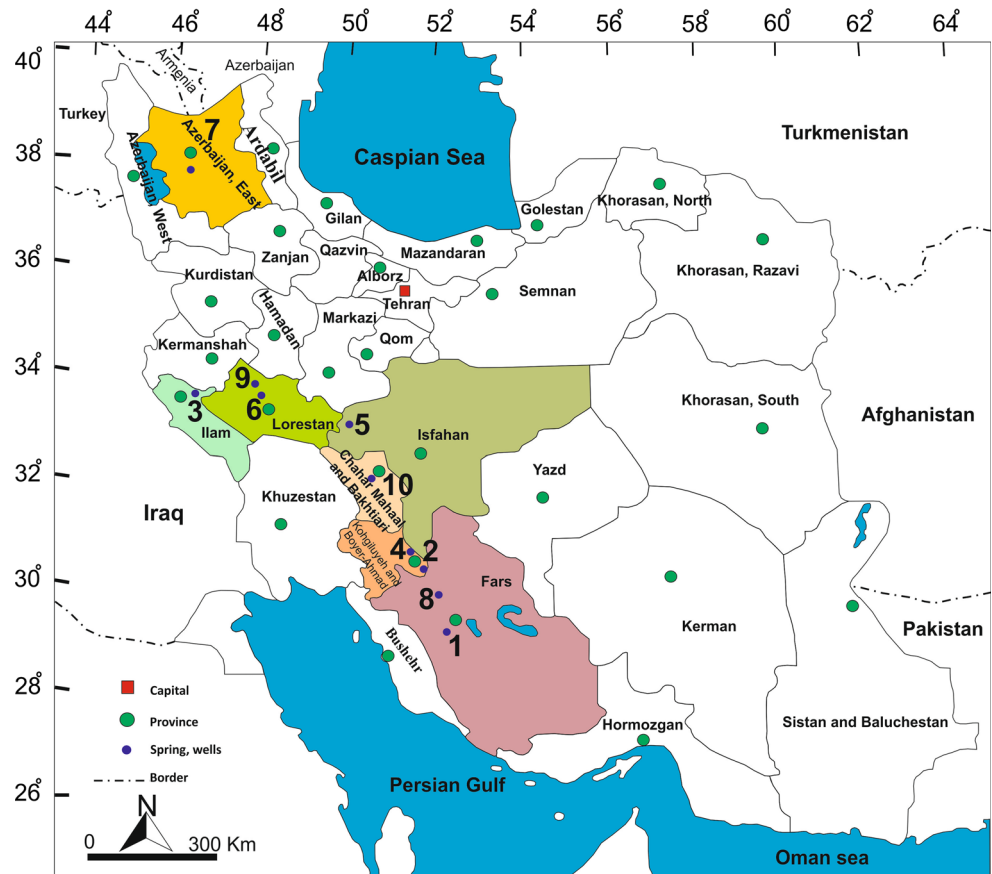 44° 46° 48° 50° 52° 54° 56° 58° 60° 62° 64°
40°
38°
36°
34°
32°
30°
28°
26°
Armenia
Azerbaijan
Turkey
Turkmenistan
Caspian Sea
7
Azerbaijan, East
Azerbaijan, West
Ardabil
Gilan
Golestan
Khorasan, North
Zanjan
Qazvin
Mazandaran
Alborz
Kurdistan
Tehran
Semnan
Khorasan, Razavi
Hamadan
Markazi
Qom
Kermanshah
9
6
3
Ilam
Lorestan
5
Isfahan
Khorasan, South
Afghanistan
Chahar Mahaal
and Bakhtiari
10
Yazd
Khuzestan
Iraq
4
2
Kohgiluyeh and
Boyer-Ahmad
8
Fars
1
Kerman
Pakistan
Bushehr
Hormozgan
Sistan and Baluchestan
Persian Gulf
Oman sea
Capital
Province
Spring, wells
Border
N
0 300 Km